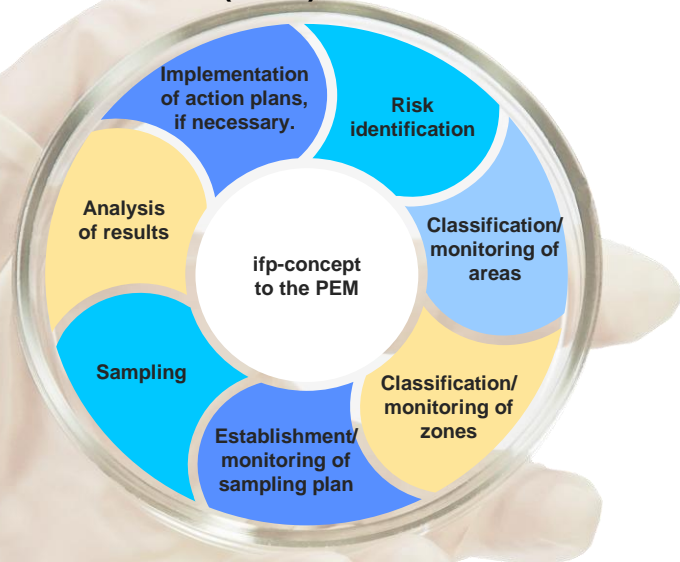 Implementation
of action plans,
if necessary.
Risk
identification
Classification/
monitoring of
areas
Classification/
monitoring of
zones
Establishment/
monitoring of
sampling plan
Sampling
Analysis
of results
ifp-concept
to the PEM